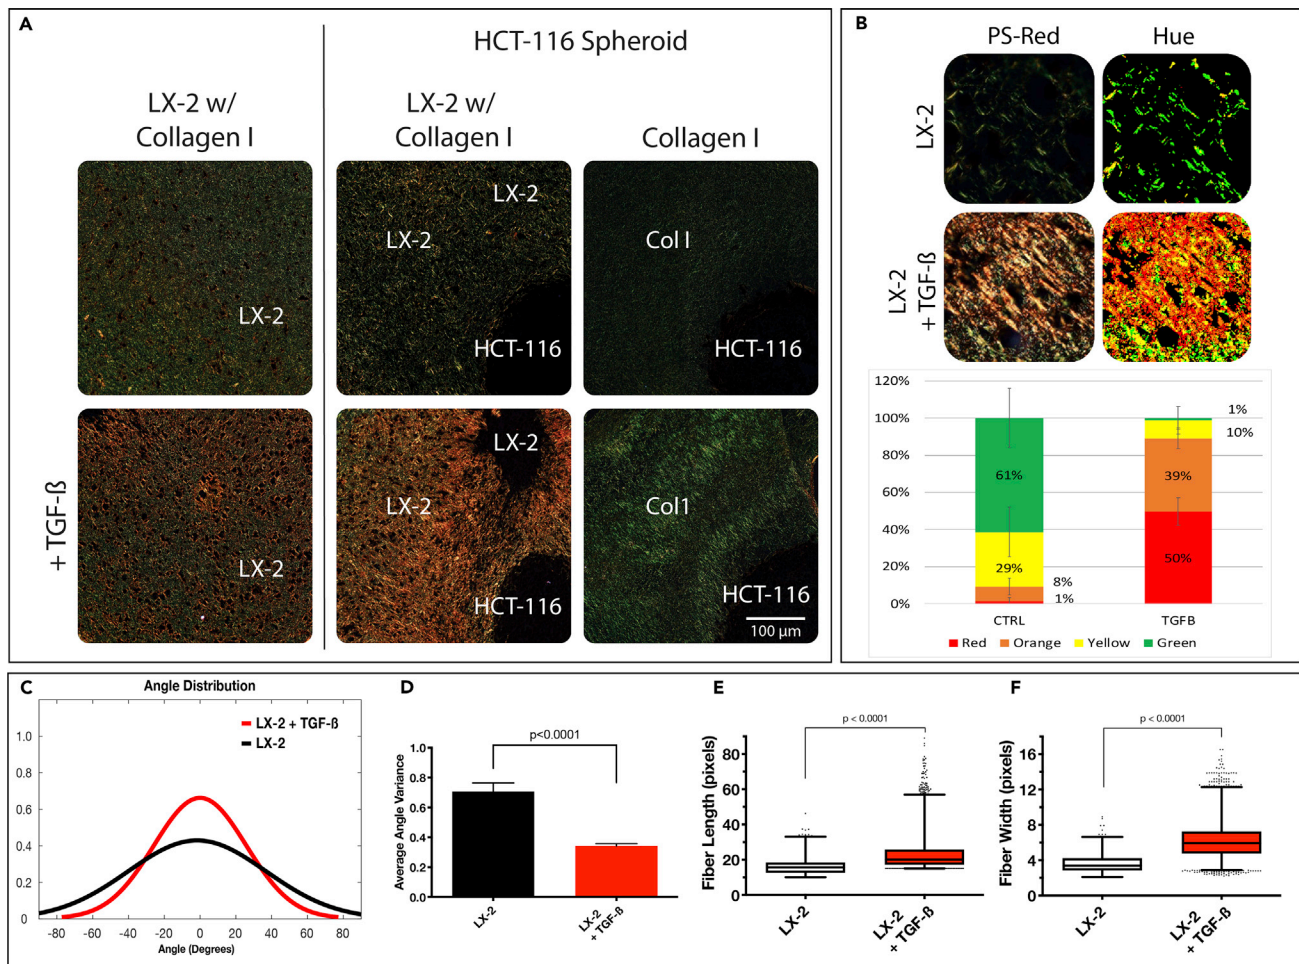 A
HCT-116 Spheroid
LX-2 w/
Collagen I
LX-2 w/
Collagen I
Collagen I
LX-2
LX-2
LX-2
HCT-116
Col I
HCT-116
+ TGF-ß
LX-2
LX-2
LX-2
HCT-116
Col1
HCT-116
100 µm
B
PS-Red
Hue
LX-2
LX-2
+ TGF-ß
120%
100%
80%
60%
40%
20%
0%
61%
29%
8%
1%
1%
10%
39%
50%
CTRL
TGFB
Red
Orange
Yellow
Green
C
Angle Distribution
LX-2 + TGF-ß
LX-2
1.0
0.8
0.6
0.4
0.2
0
-80
-60
-40
-20
0
20
40
60
80
Angle (Degrees)
D
p<0.0001
Average Angle Variance
1.0
0.8
0.6
0.4
0.2
0.0
LX-2
LX-2
+ TGF-ß
E
p < 0.0001
Fiber Length (pixels)
80
60
40
20
0
LX-2
LX-2
+ TGF-ß
F
p < 0.0001
Fiber Width (pixels)
16
12
8
4
0
LX-2
LX-2
+ TGF-ß